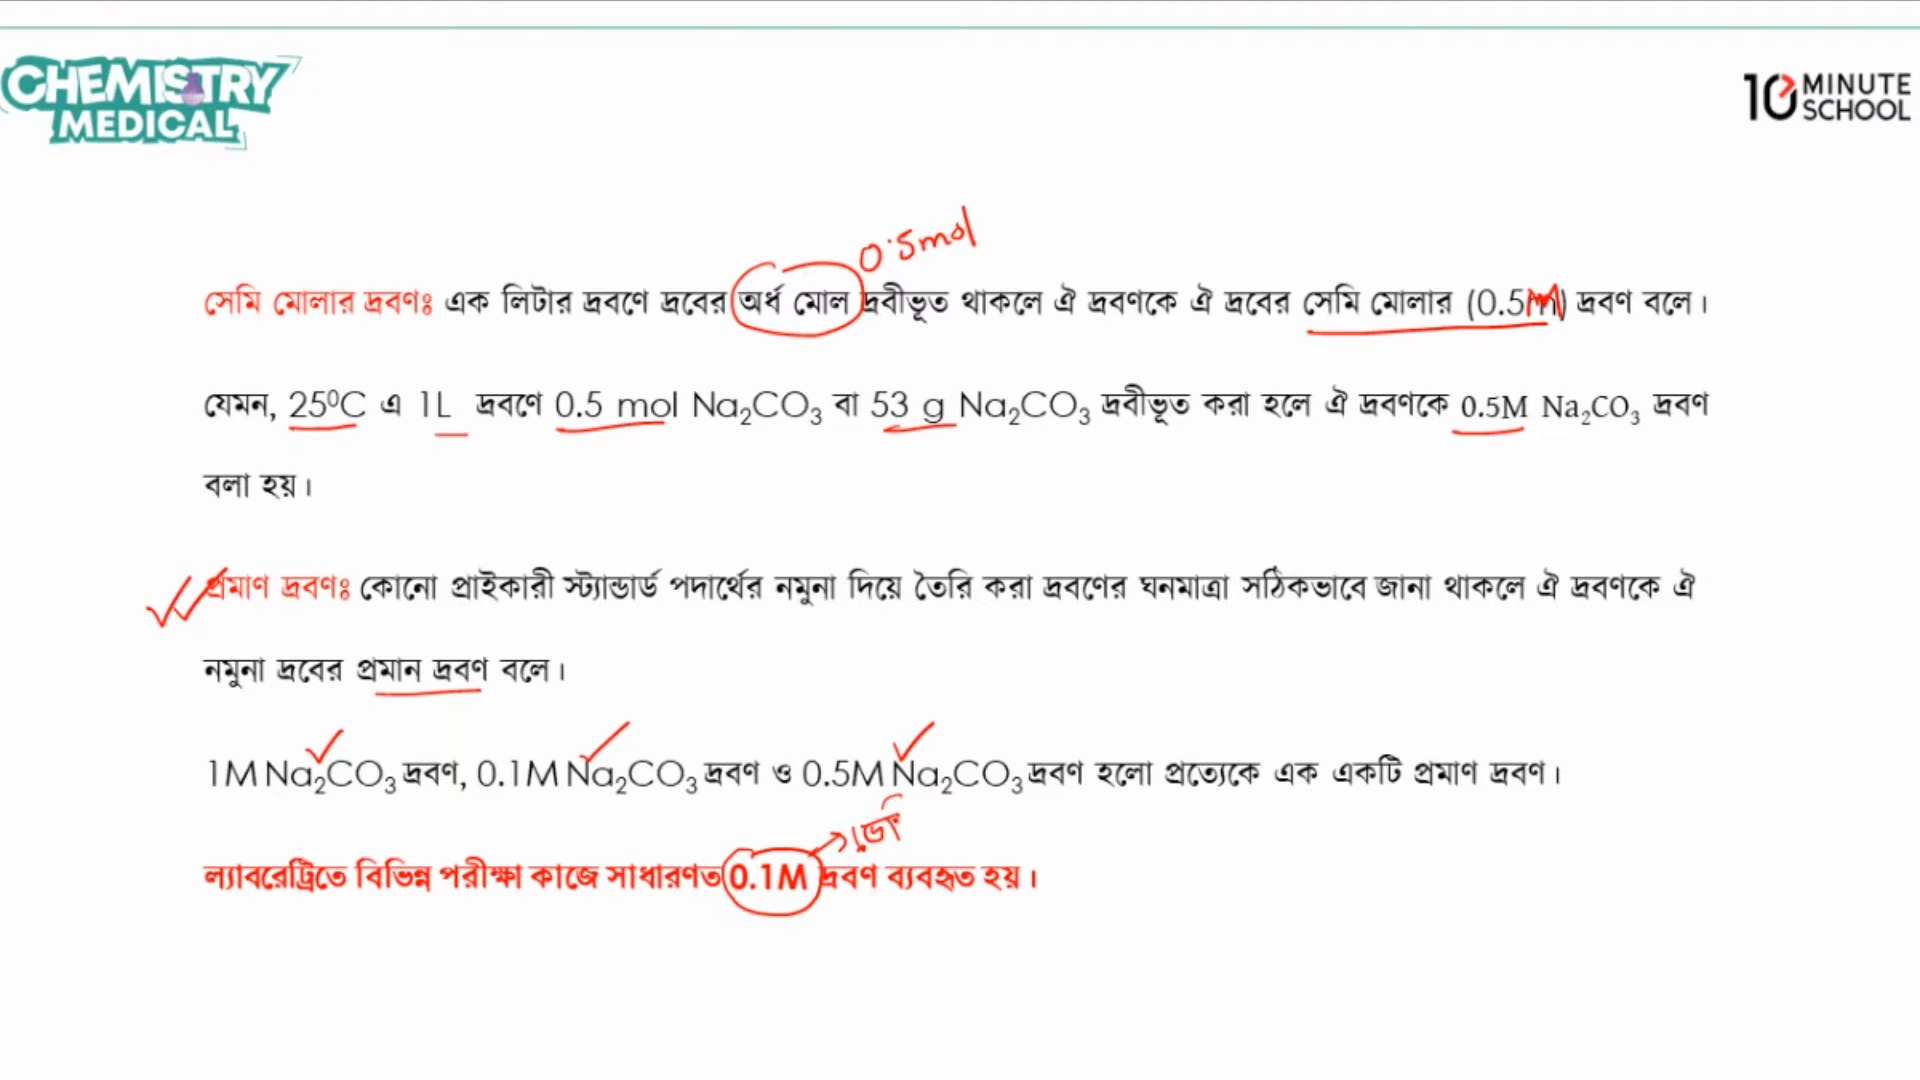 CHEMISTRY
MEDICAL
10 MINUTE
SCHOOL
0.5mol
সেমি মোলার দ্রবণঃ এক লিটার দ্রবণে দ্রবের অর্ধ মোল দ্রবীভূত থাকলে ঐ দ্রবণকে ঐ দ্রবের সেমি মোলার (0.5M) দ্রবণ বলে।
যেমন, 25⁰C এ 1L দ্রবণে 0.5 mol Na₂CO₃ বা 53 g Na₂CO₃ দ্রবীভূত করা হলে ঐ দ্রবণকে 0.5M Na₂CO₃ দ্রবণ
বলা হয়।
প্রমাণ দ্রবণঃ কোনো প্রাইকারী স্ট্যান্ডার্ড পদার্থের নমুনা দিয়ে তৈরি করা দ্রবণের ঘনমাত্রা সঠিকভাবে জানা থাকলে ঐ দ্রবণকে ঐ
নমুনা দ্রবের প্রমান দ্রবণ বলে।
1M Na₂CO₃ দ্রবণ, 0.1M Na₂CO₃ দ্রবণ ও 0.5M Na₂CO₃ দ্রবণ হলো প্রত্যেকে এক একটি প্রমাণ দ্রবণ।
ল্যাবরেট্রিতে বিভিন্ন পরীক্ষা কাজে সাধারণত 0.1M দ্রবণ ব্যবহৃত হয়।